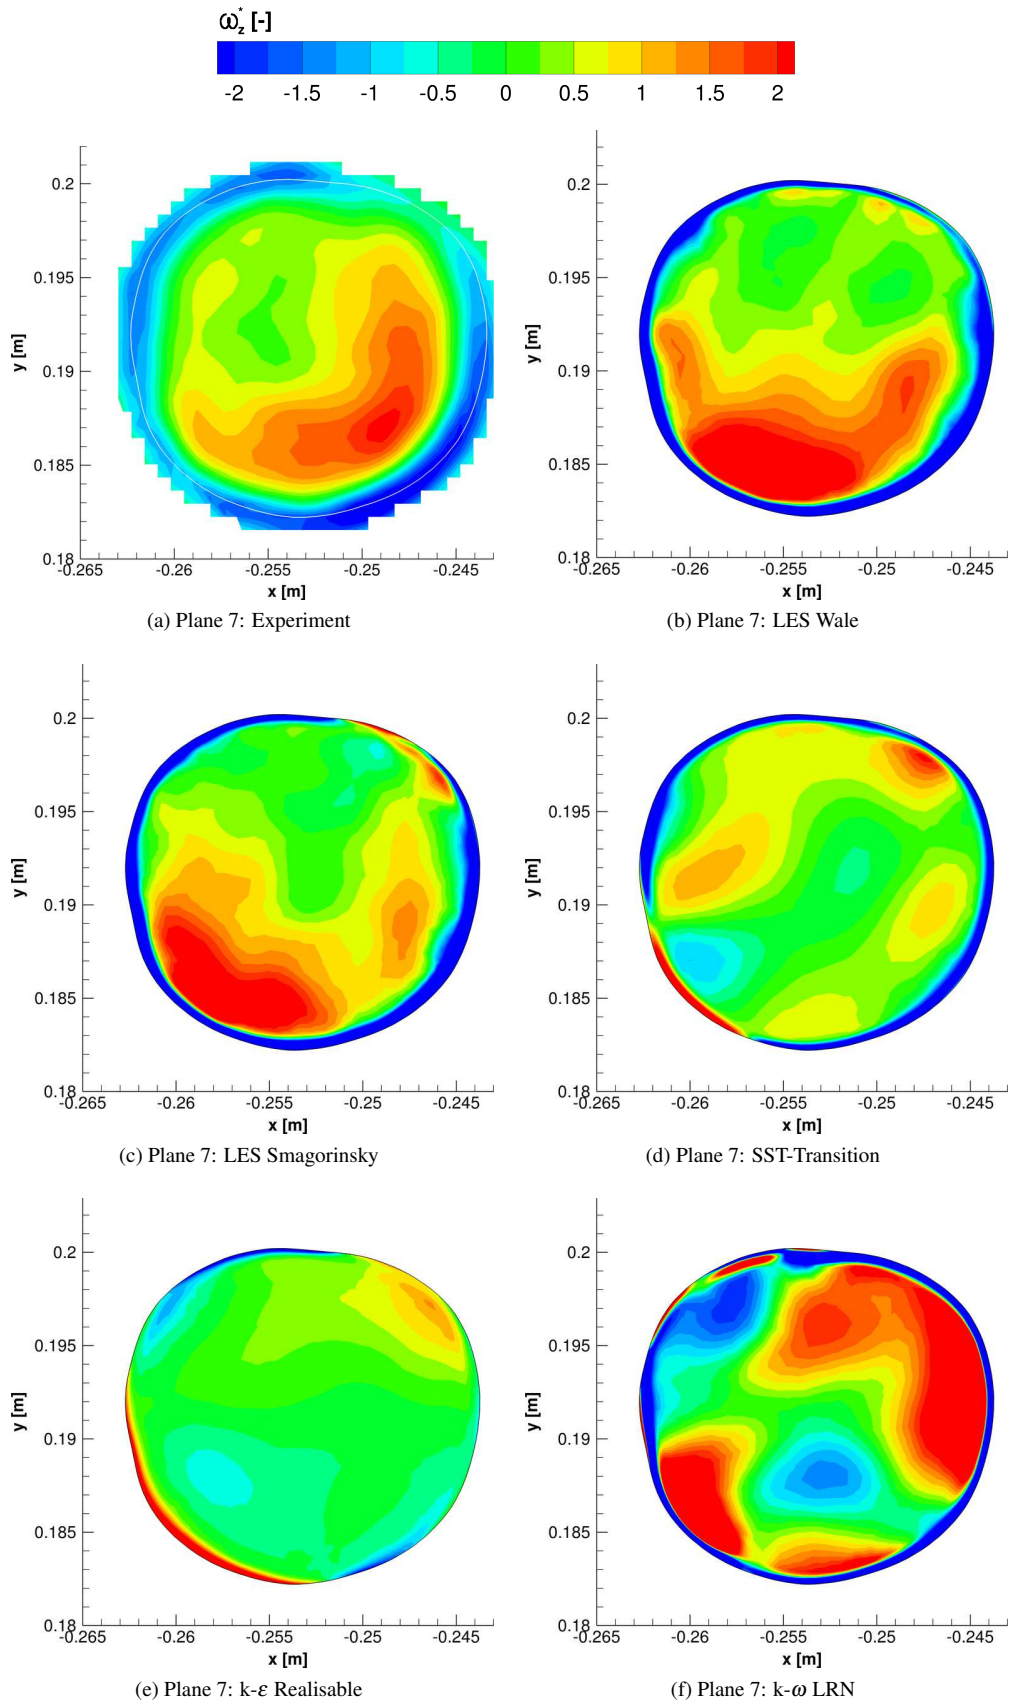 ω*z [-]
-2 -1.5 -1 -0.5 0 0.5 1 1.5 2
0.2
0.195
0.19
0.185
0.18
y [m]
-0.265 -0.26 -0.255 -0.25 -0.245
x [m]
(a) Plane 7: Experiment
0.2
0.195
0.19
0.185
0.18
y [m]
-0.265 -0.26 -0.255 -0.25 -0.245
x [m]
(b) Plane 7: LES Wale
0.2
0.195
0.19
0.185
0.18
y [m]
-0.265 -0.26 -0.255 -0.25 -0.245
x [m]
(c) Plane 7: LES Smagorinsky
0.2
0.195
0.19
0.185
0.18
y [m]
-0.265 -0.26 -0.255 -0.25 -0.245
x [m]
(d) Plane 7: SST-Transition
0.2
0.195
0.19
0.185
0.18
y [m]
-0.265 -0.26 -0.255 -0.25 -0.245
x [m]
(e) Plane 7: k-ε Realisable
0.2
0.195
0.19
0.185
0.18
y [m]
-0.265 -0.26 -0.255 -0.25 -0.245
x [m]
(f) Plane 7: k-ω LRN